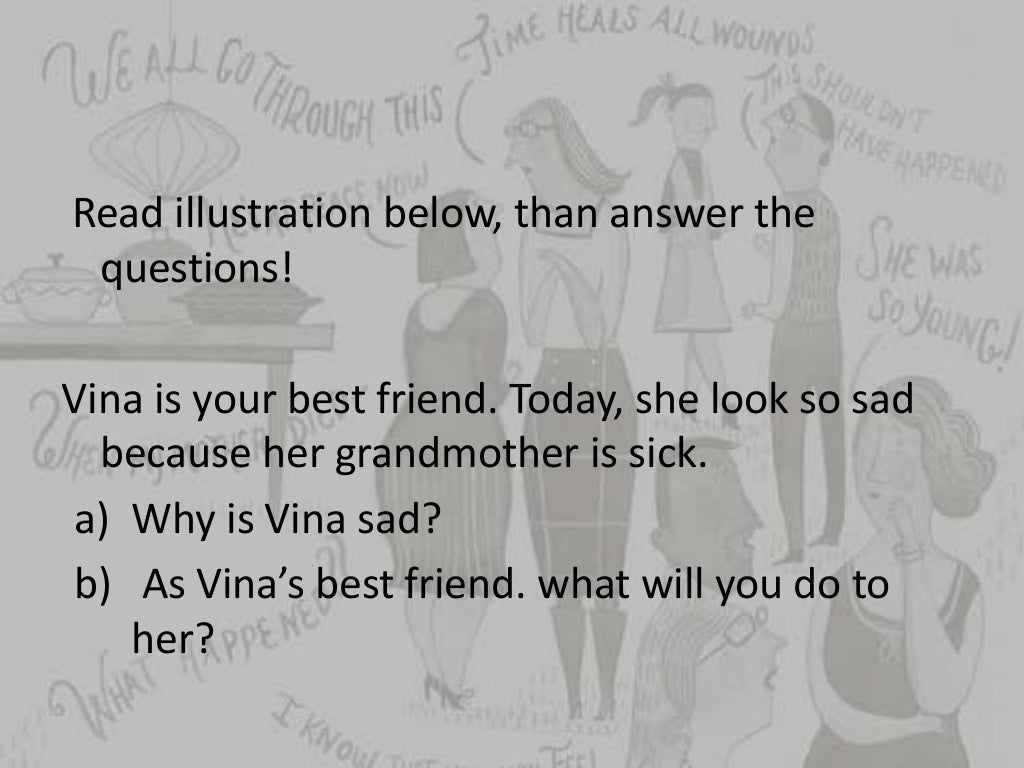 WE ALL GO THROUGH THIS
TIME HEALS ALL WOUNDS
THIS SHOULDN'T
HAVE HAPPENED
Read illustration below, than answer the
questions!
SHE WAS
SO YOUNG!
Vina is your best friend. Today, she look so sad
because her grandmother is sick.
a) Why is Vina sad?
b) As Vina's best friend. what will you do to
her?
WHAT HAPPENED?
I KNOW JUST
FEEL